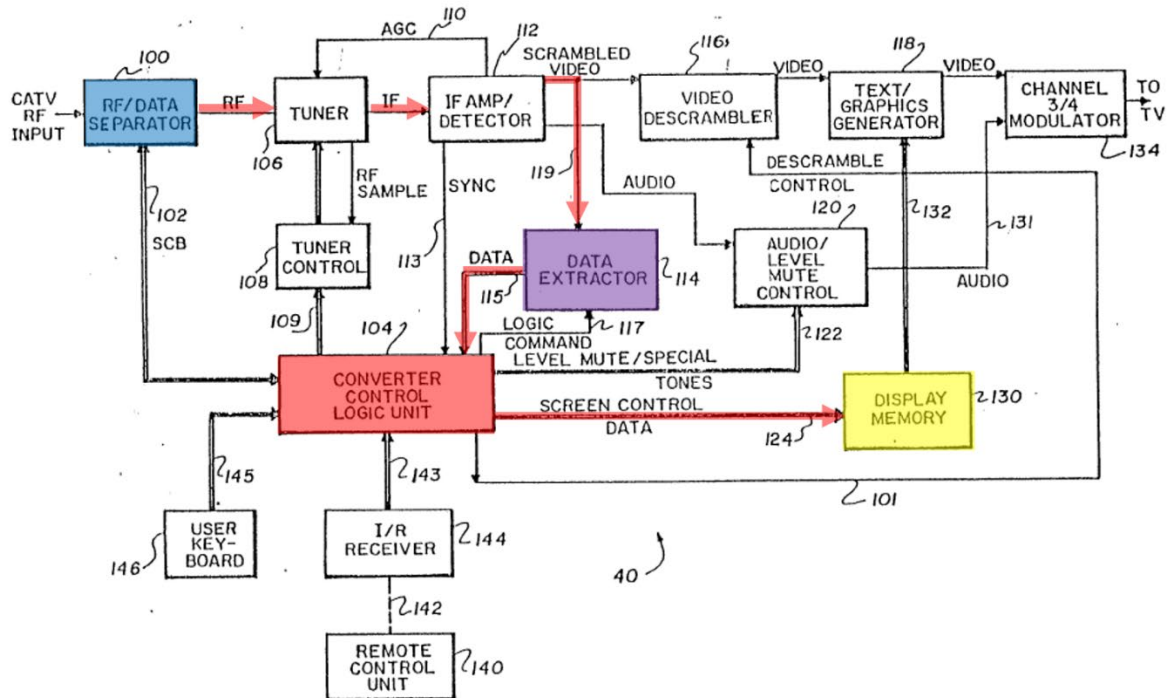 110
AGC
112
100
SCRAMBLED
VIDEO
116
118
VIDEO
VIDEO
CATV
RF
INPUT
RF/DATA
SEPARATOR
RF
TUNER
IF
IF AMP/
DETECTOR
VIDEO
DESCRAMBLER
TEXT/
GRAPHICS
GENERATOR
CHANNEL
3/4
MODULATOR
TO
TV
134
106
119
DESCRAMBLE
CONTROL
RF
SAMPLE
SYNC
AUDIO
102
SCB
132
120
131
TUNER
CONTROL
108
113
DATA
115
DATA
EXTRACTOR
114
AUDIO/
LEVEL
MUTE
CONTROL
AUDIO
109
104
LOGIC
COMMAND
117
122
LEVEL MUTE/SPECIAL
TONES
CONVERTER
CONTROL
LOGIC UNIT
SCREEN CONTROL
DATA
124
DISPLAY
MEMORY
130
145
143
101
USER
KEY-
BOARD
146
I/R
RECEIVER
144
40
142
REMOTE
CONTROL
UNIT
140